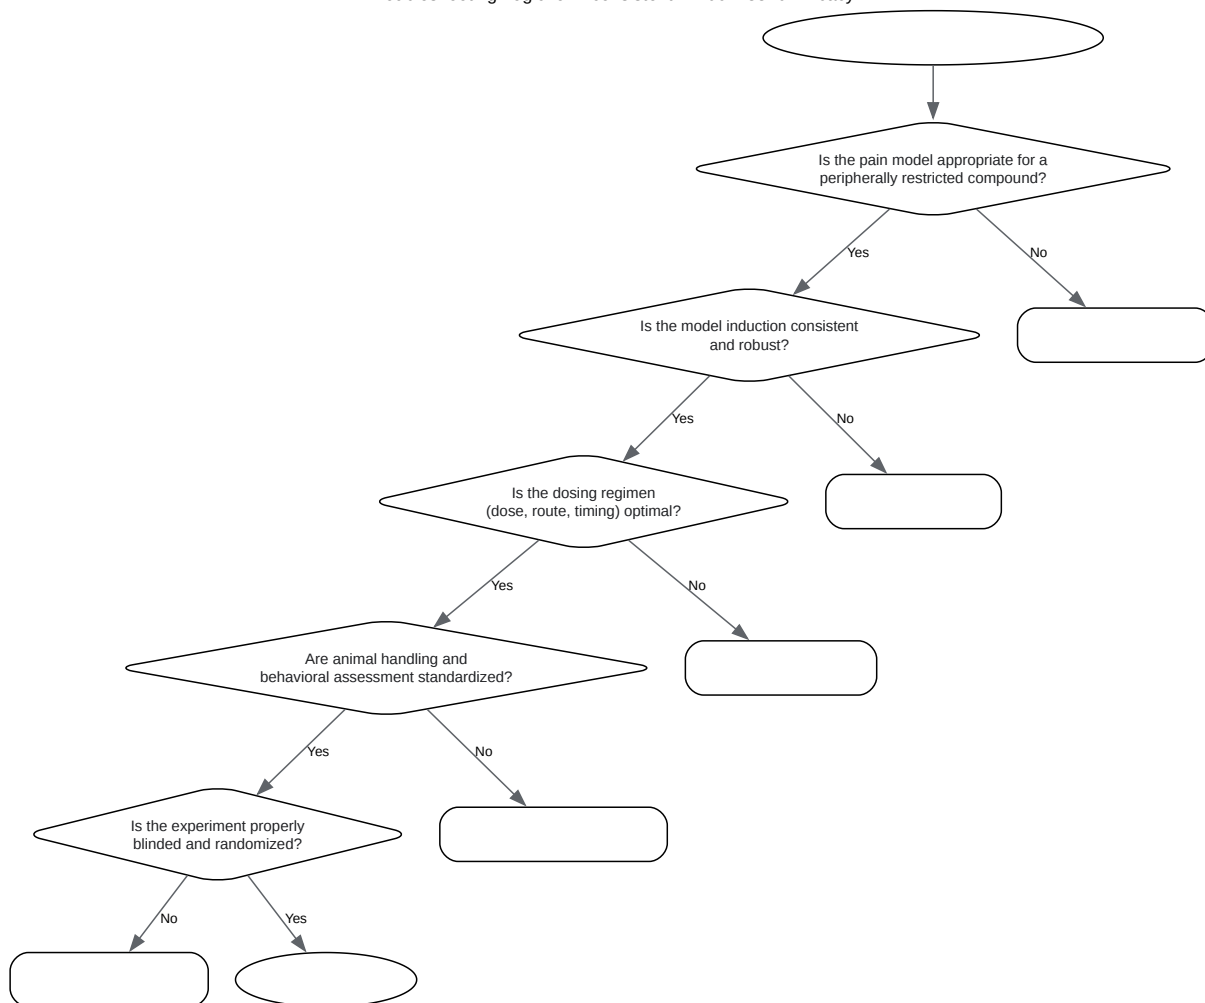 Is the pain model appropriate for a
peripherally restricted compound?
Yes
No
Is the model induction consistent
and robust?
Yes
No
Is the dosing regimen
(dose, route, timing) optimal?
Yes
No
Are animal handling and
behavioral assessment standardized?
Yes
No
Is the experiment properly
blinded and randomized?
No
Yes